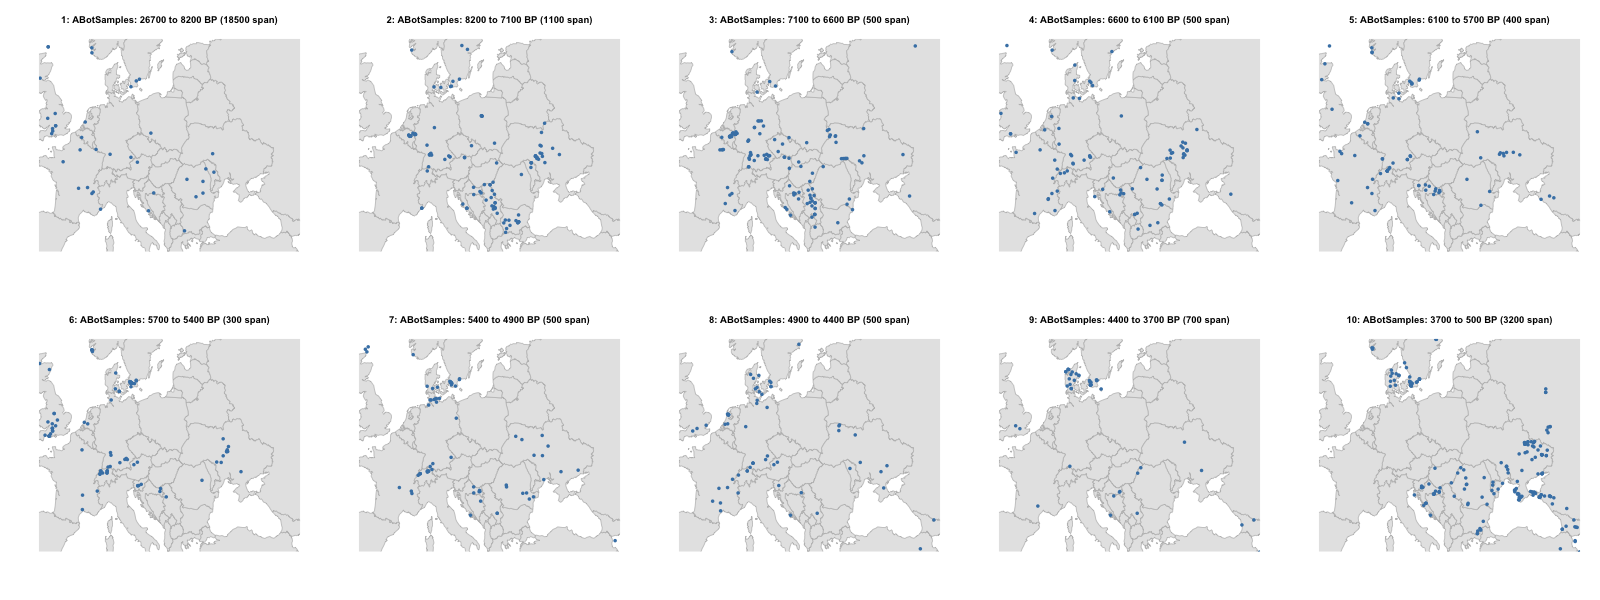 1: ABotSamples: 26700 to 8200 BP (18500 span)
2: ABotSamples: 8200 to 7100 BP (1100 span)
3: ABotSamples: 7100 to 6600 BP (500 span)
4: ABotSamples: 6600 to 6100 BP (500 span)
5: ABotSamples: 6100 to 5700 BP (400 span)
6: ABotSamples: 5700 to 5400 BP (300 span)
7: ABotSamples: 5400 to 4900 BP (500 span)
8: ABotSamples: 4900 to 4400 BP (500 span)
9: ABotSamples: 4400 to 3700 BP (700 span)
10: ABotSamples: 3700 to 500 BP (3200 span)